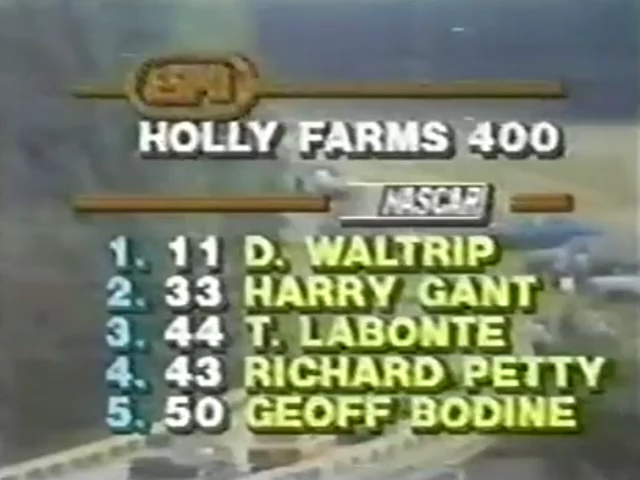 ESPN
HOLLY FARMS 400
NASCAR
1. 11 D. WALTRIP
2. 33 HARRY GANT
3. 44 T. LABONTE
4. 43 RICHARD PETTY
5. 50 GEOFF BODINE